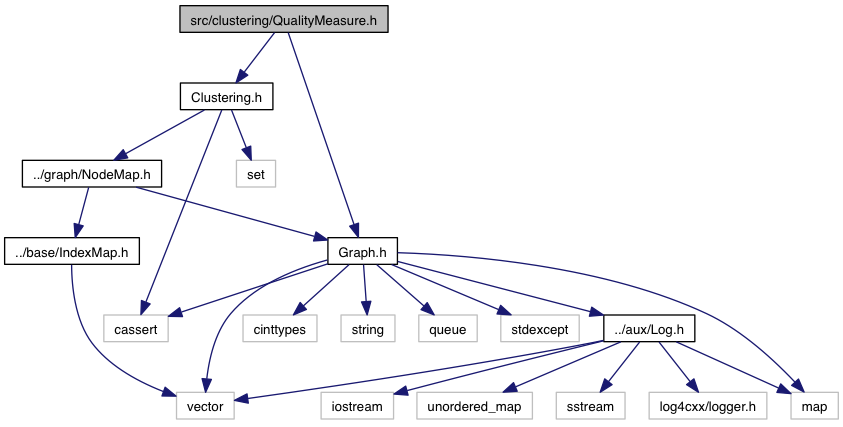 src/clustering/QualityMeasure.h
Clustering.h
../graph/NodeMap.h
set
../base/IndexMap.h
Graph.h
cassert
cinttypes
string
queue
stdexcept
../aux/Log.h
vector
iostream
unordered_map
sstream
log4cxx/logger.h
map